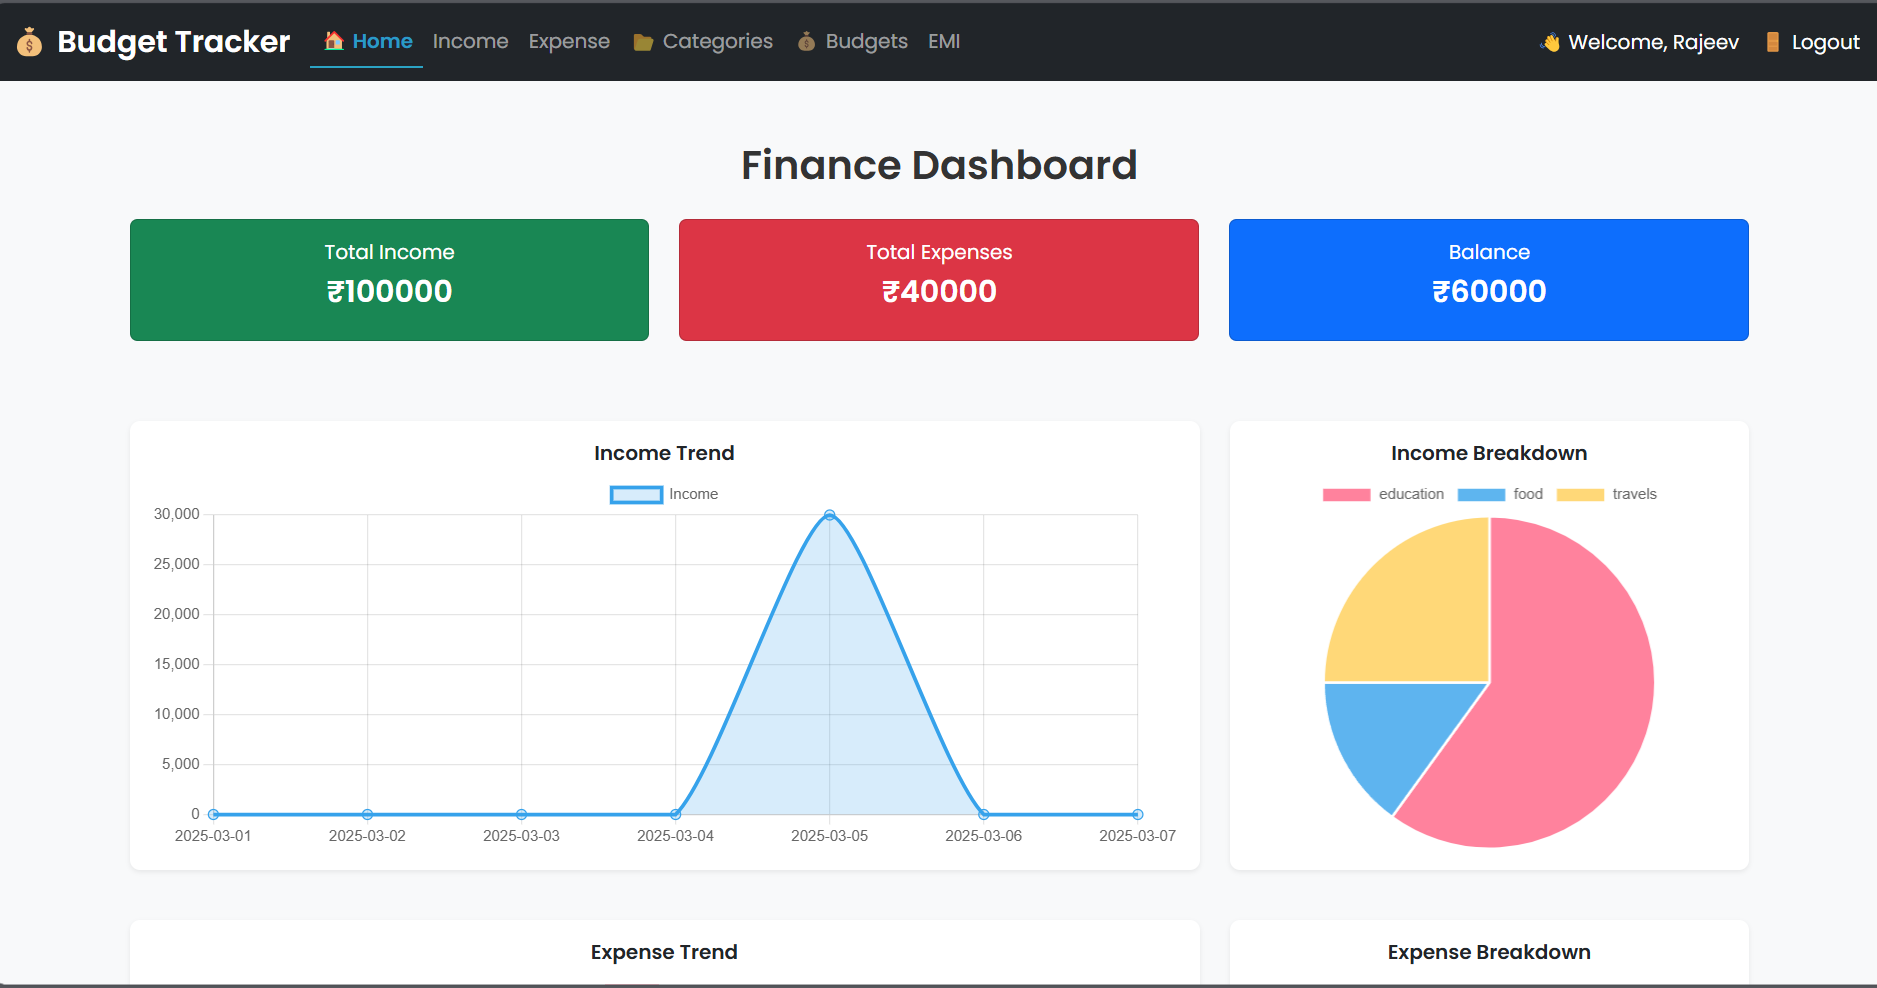 Budget Tracker Home Income Expense Categories Budgets EMI Welcome, Rajeev Logout
Finance Dashboard
Total Income
₹100000
Total Expenses
₹40000
Balance
₹60000
Income Trend
Income
30,000
25,000
20,000
15,000
10,000
5,000
0
2025-03-01 2025-03-02 2025-03-03 2025-03-04 2025-03-05 2025-03-06 2025-03-07
Income Breakdown
education food travels
Expense Trend
Expense Breakdown